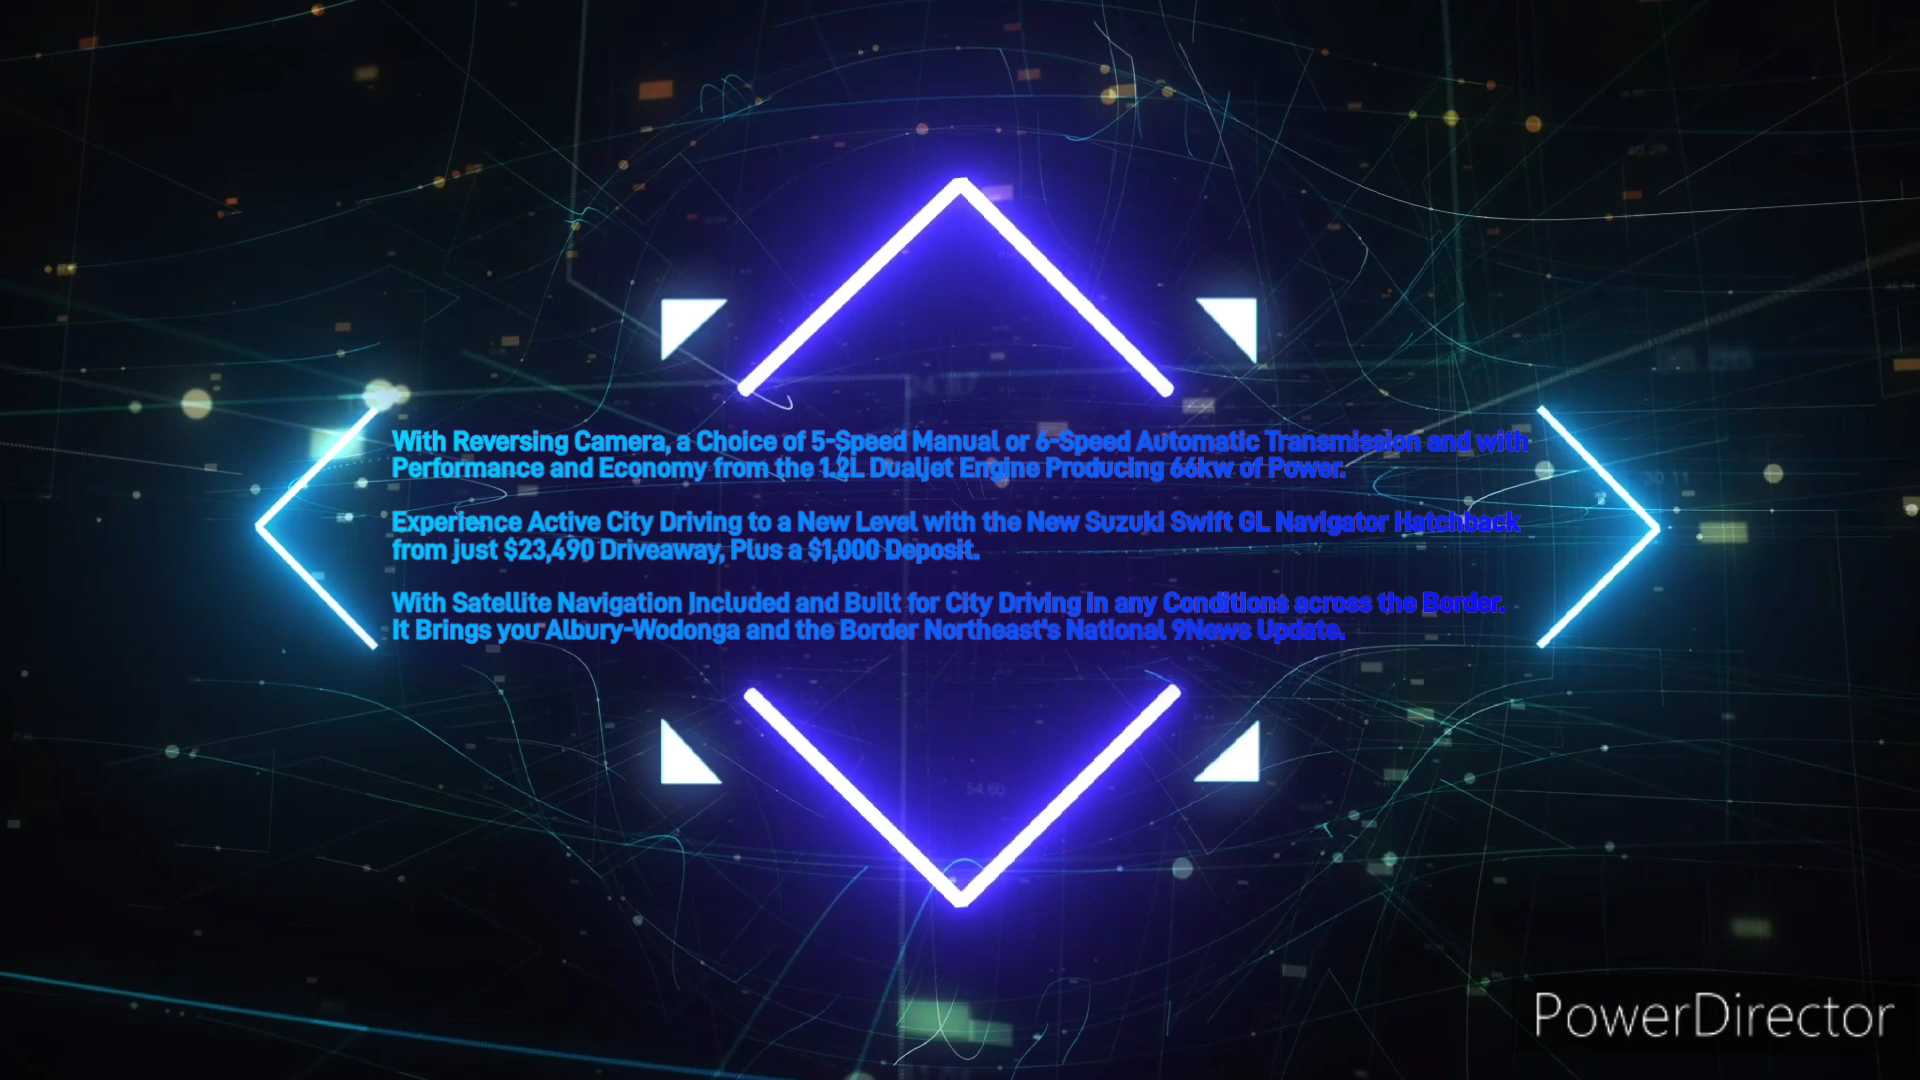 With Reversing Camera, a Choice of 5-Speed Manual or 6-Speed Automatic Transmission and with
Performance and Economy from the 1.2L Dualjet Engine Producing 66kw of Power.
Experience Active City Driving to a New Level with the New Suzuki Swift GL Navigator Hatchback
from just $23,490 Driveaway, Plus a $1,000 Deposit.
With Satellite Navigation Included and Built for City Driving in any Conditions across the Border.
It Brings you Albury-Wodonga and the Border Northeast's National 9News Update.
30.11
54.60
PowerDirector